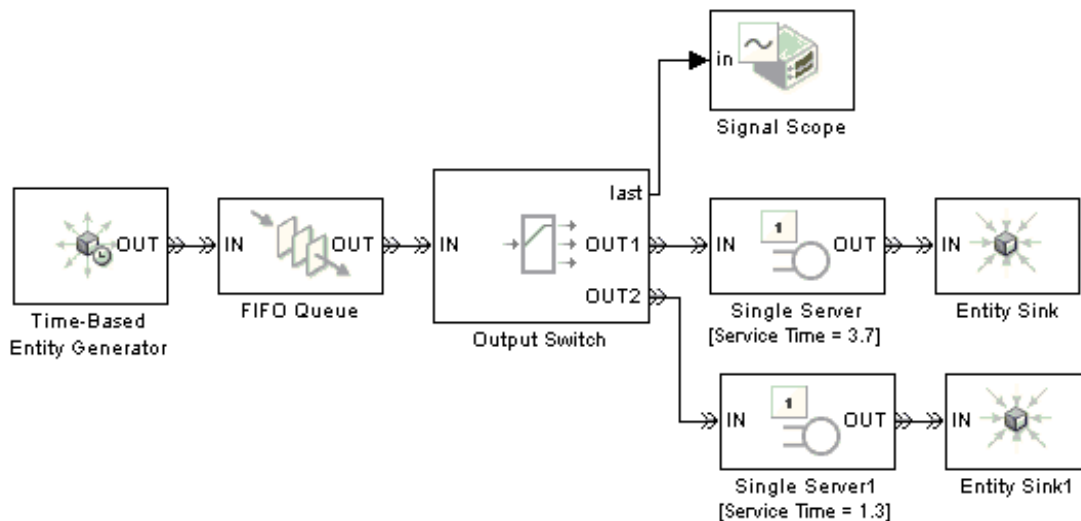 in
Signal Scope
OUT
Time-Based
Entity Generator
IN
OUT
FIFO Queue
IN
last
OUT1
OUT2
Output Switch
IN
1
OUT
Single Server
[Service Time = 3.7]
IN
Entity Sink
IN
1
OUT
Single Server1
[Service Time = 1.3]
IN
Entity Sink1